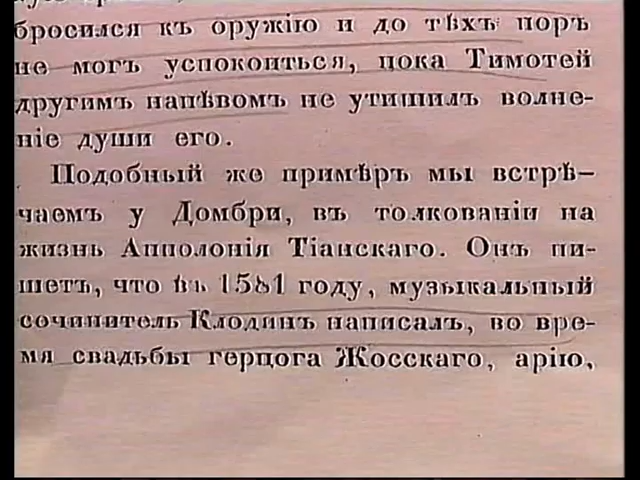 бросился къ оружію и до тѣхъ поръ
не могъ успокоиться, пока Тимотей
другимъ напѣвомъ не утишилъ волне-
ніе души его.
Подобный же примѣръ мы встрѣ-
чаемъ у Домбри, въ толкованіи на
жизнь Апполонія Тіанскаго. Онъ пи-
шетъ, что въ 1581 году, музыкальный
сочинитель Клодинъ написалъ, во вре-
мя свадьбы герцога Жосскаго, арію,